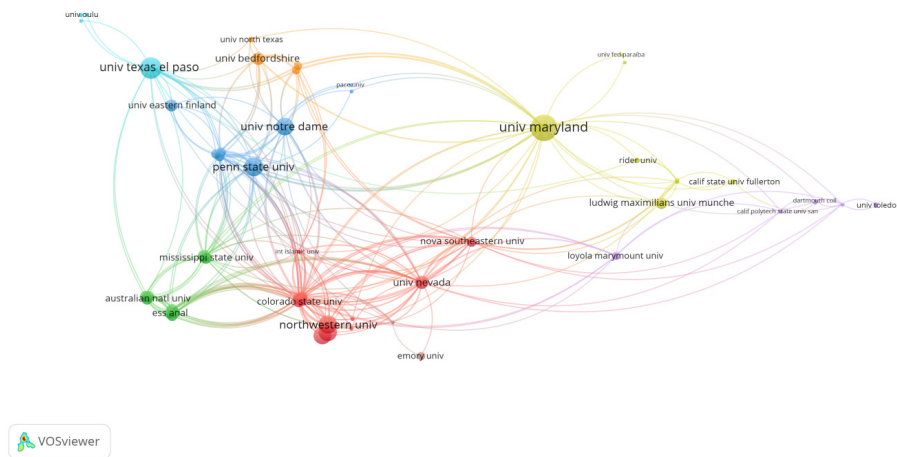 univ oulu
univ north texas
univ texas el paso
univ bedfordshire
univ fed paraiba
pace univ
univ eastern finland
univ notre dame
univ maryland
penn state univ
rider univ
calif state univ fullerton
ludwig maximilians univ munche
dartmouth coll
univ toledo
calif polytech state univ san
nova southeastern univ
int islamic univ
mississippi state univ
loyola marymount univ
univ nevada
australian natl univ
colorado state univ
ess anal
northwestern univ
emory univ
VOSviewer